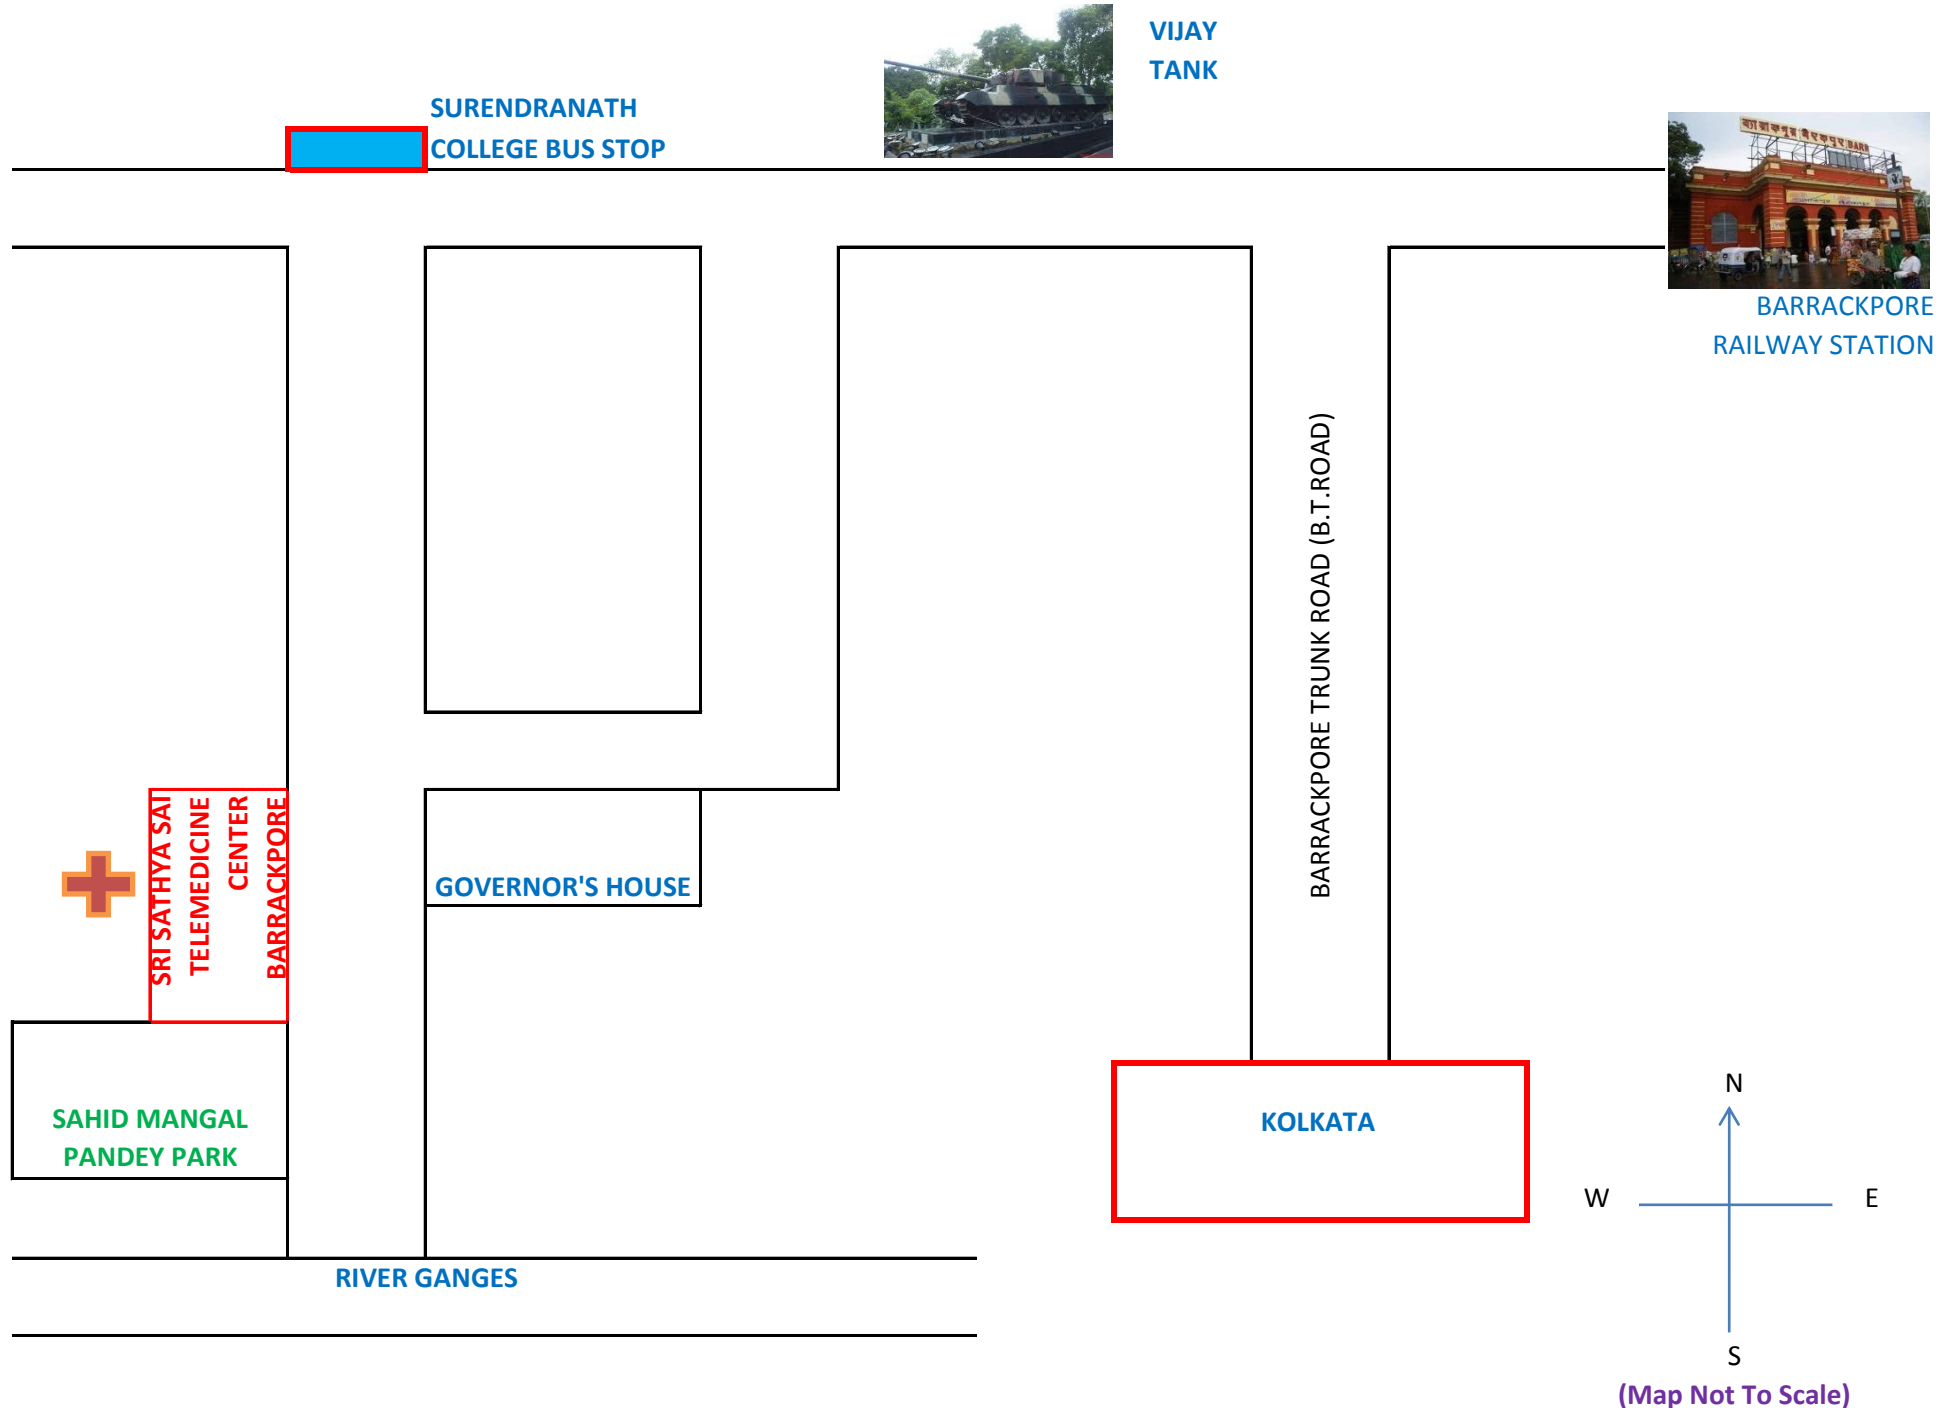 VIJAY
TANK
SURENDRANATH
COLLEGE BUS STOP
BARRACKPORE
RAILWAY STATION
BARRACKPORE TRUNK ROAD (B.T.ROAD)
SRI SATHYA SAI
TELEMEDICINE
CENTER
BARRACKPORE
GOVERNOR'S HOUSE
SAHID MANGAL
PANDEY PARK
KOLKATA
RIVER GANGES
N
W
E
S
(Map Not To Scale)